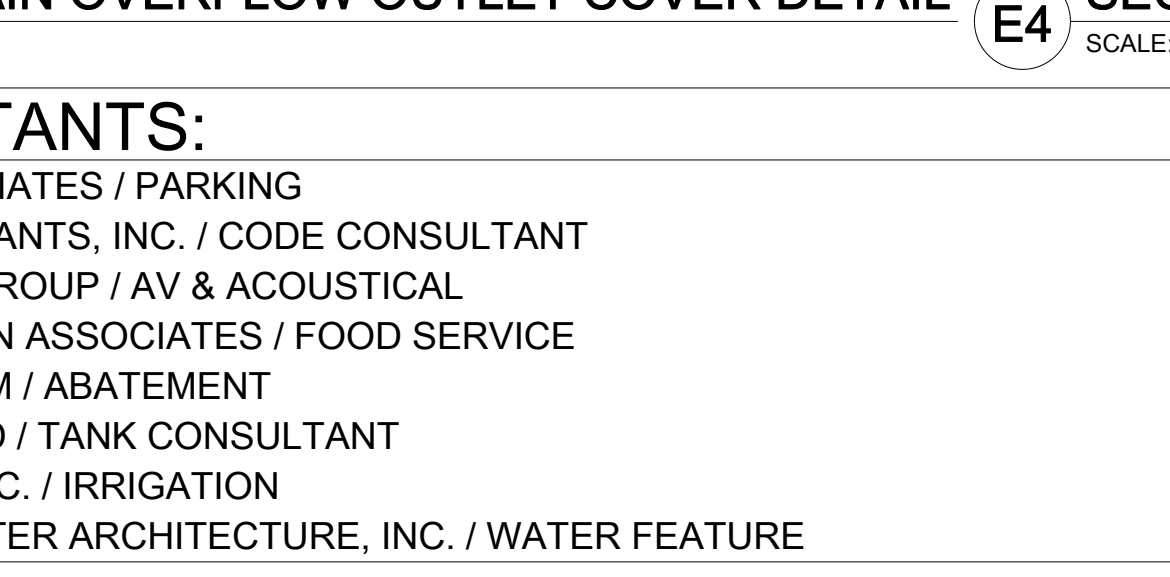 OVERFLOW OUTLET COVER DETAIL
E4
SCALE:
TANTS:
IATES / PARKING
ANTS, INC. / CODE CONSULTANT
ROUP / AV & ACOUSTICAL
N ASSOCIATES / FOOD SERVICE
M / ABATEMENT
/ TANK CONSULTANT
C. / IRRIGATION
TER ARCHITECTURE, INC. / WATER FEATURE